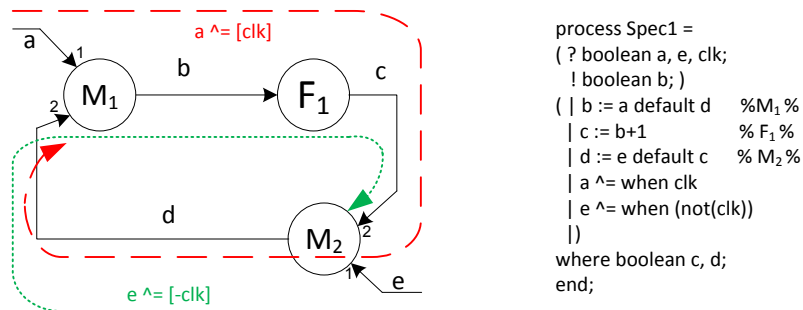 a ^= [clk]
a
1
b
c
M1
F1
2
d
M2
2
1
e
e ^= [-clk]
process Spec1 =
( ? boolean a, e, clk;
! boolean b; )
( | b := a default d %M1 %
| c := b+1 % F1 %
| d := e default c % M2 %
| a ^= when clk
| e ^= when (not(clk))
|)
where boolean c, d;
end;